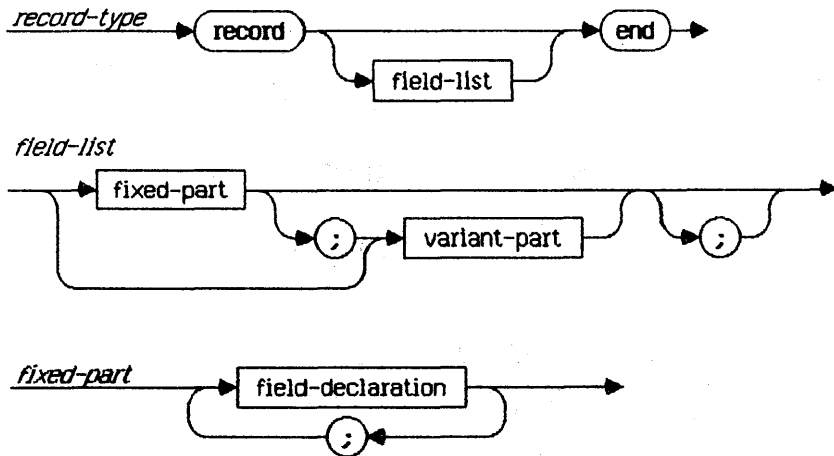 record-type record end
field-list
field-list
fixed-part
; variant-part ;
fixed-part field-declaration
;